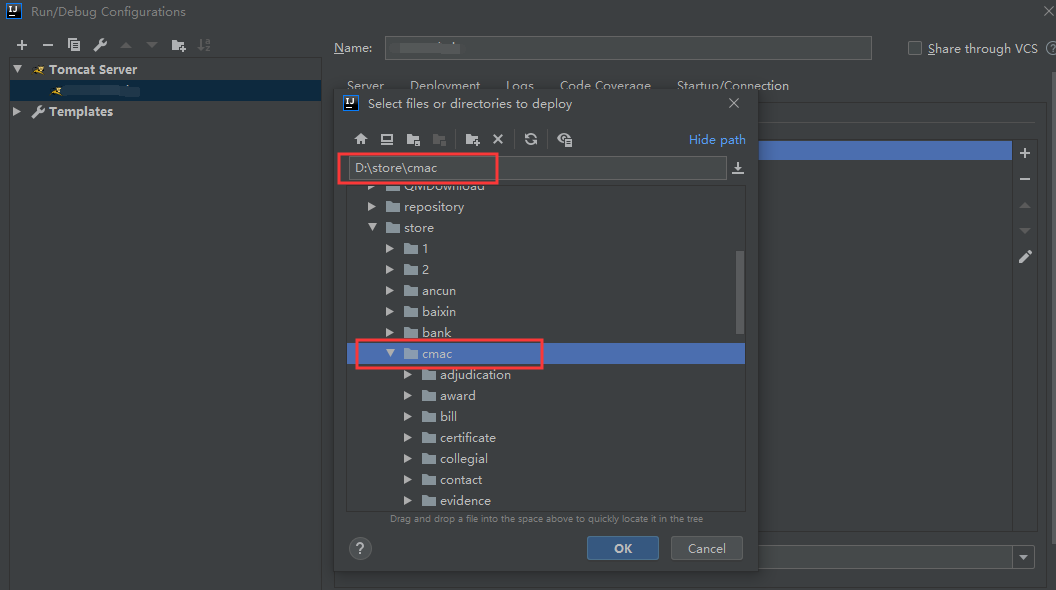 Run/Debug Configurations
Name:
Share through VCS
Tomcat Server
Templates
Server Deployment Logs Code Coverage Startup/Connection
Select files or directories to deploy
Hide path
D:\store\cmac
QMDownload
repository
store
1
2
ancun
baixin
bank
cmac
adjudication
award
bill
certificate
collegial
contact
evidence
Drag and drop a file into the space above to quickly locate it in the tree
?
OK
Cancel